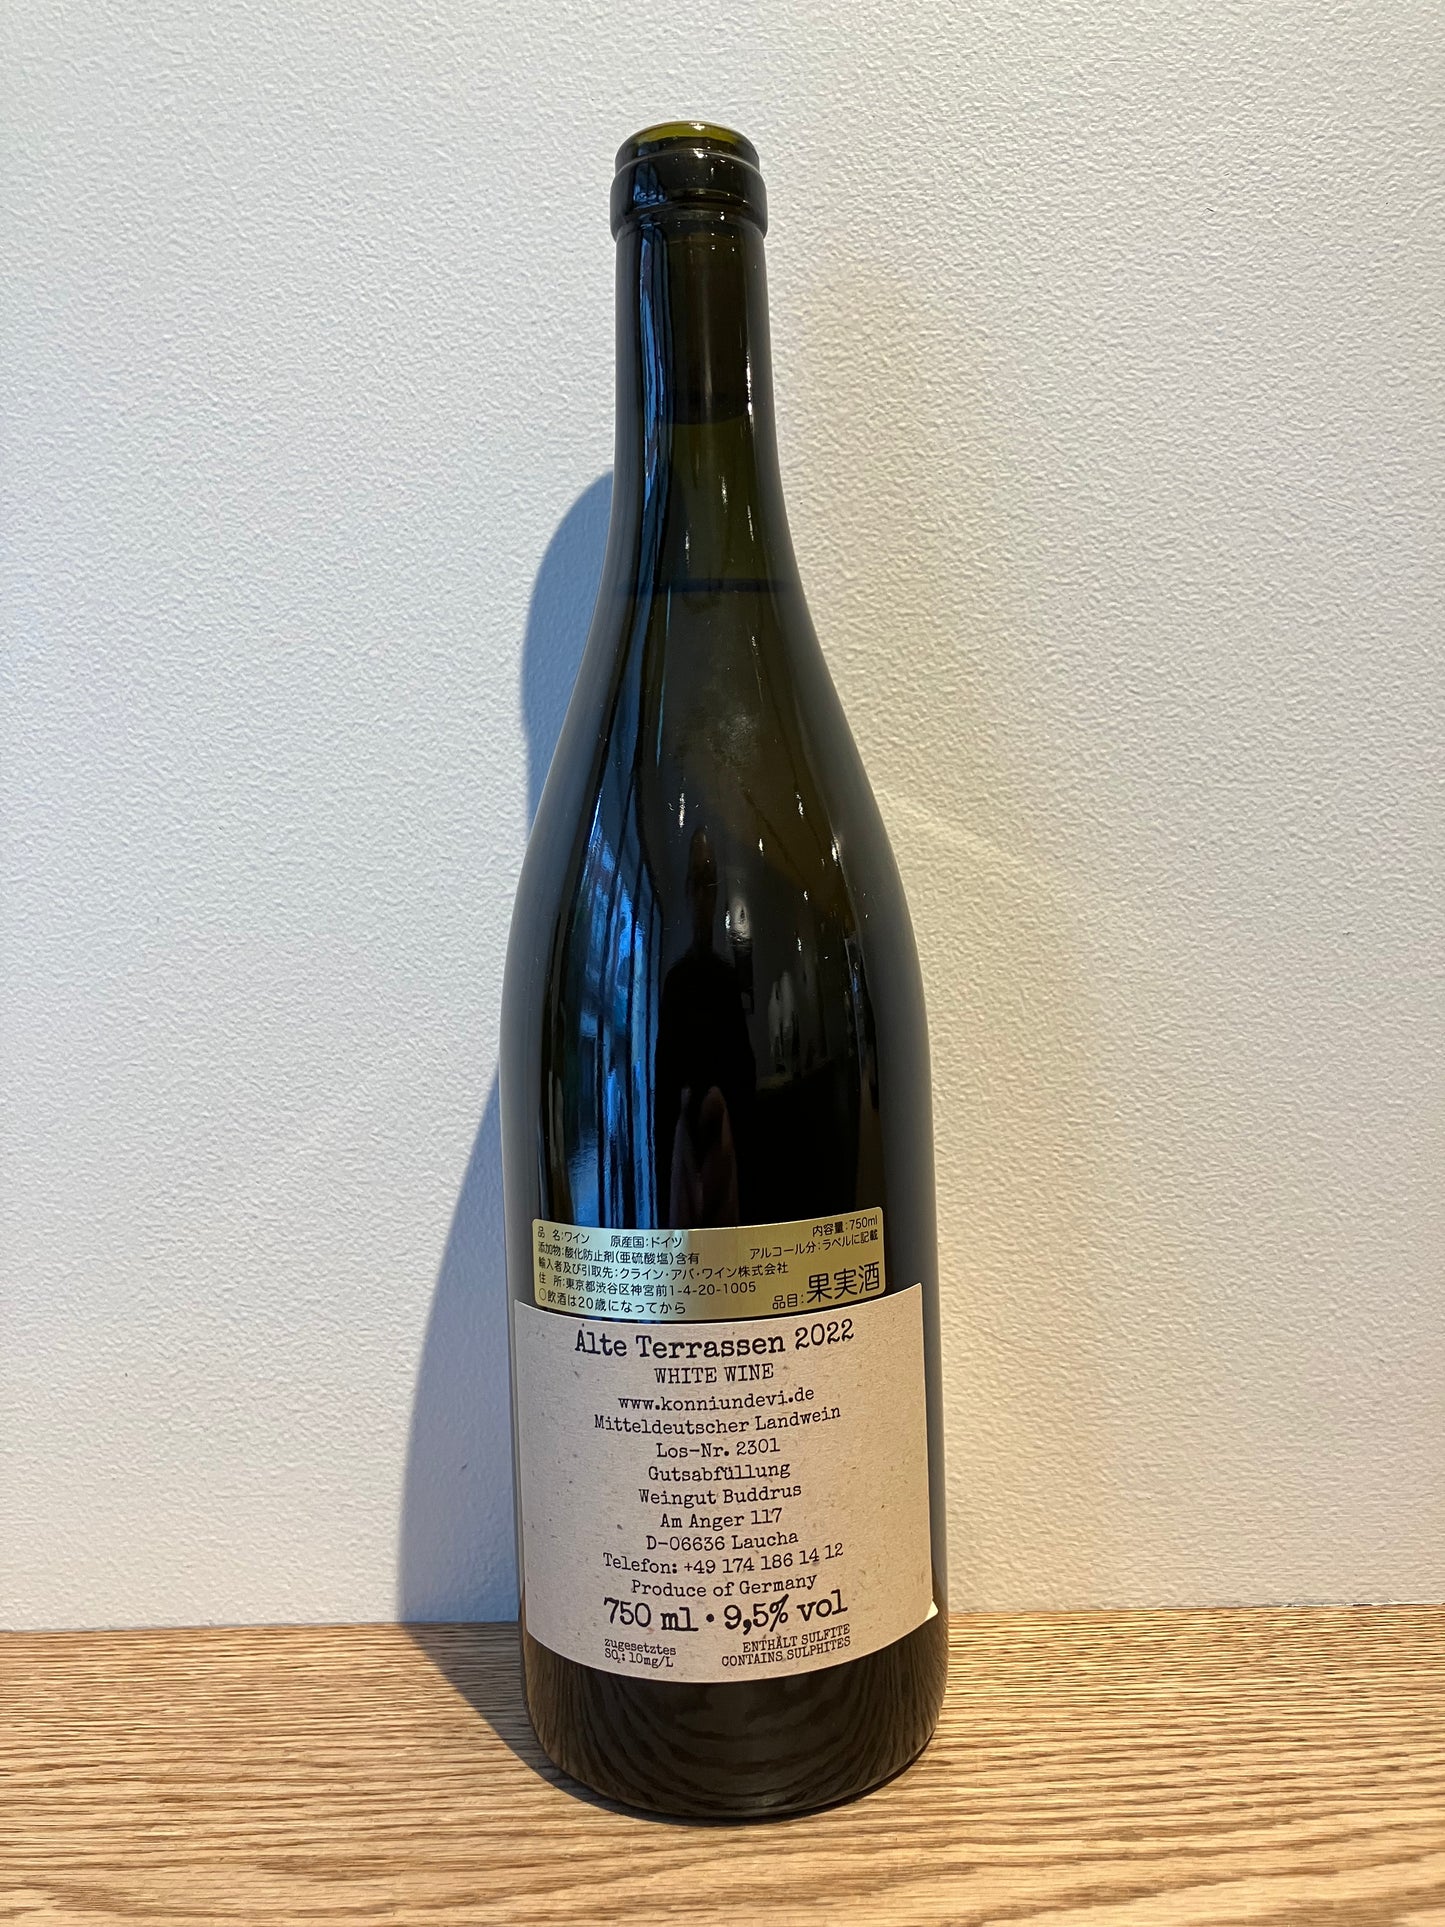 品 名:ワイン 原産国:ドイツ 内容量:750ml
添加物:酸化防止剤(亜硫酸塩)含有 アルコール分:ラベルに記載
輸入者及び引取先:クライン・アバ・ワイン株式会社
住 所:東京都渋谷区神宮前1-4-20-1005
○飲酒は20歳になってから 品目:果実酒
Alte Terrassen 2022
WHITE WINE
www.konniundevi.de
Mitteldeutscher Landwein
Los-Nr. 2301
Gutsabfüllung
Weingut Buddrus
Am Anger 117
D-06636 Laucha
Telefon: +49 174 186 14 12
Produce of Germany
750 ml • 9,5% vol
zugesetztes
SO₂: 10mg/L
ENTHÄLT SULFITE
CONTAINS SULPHITES